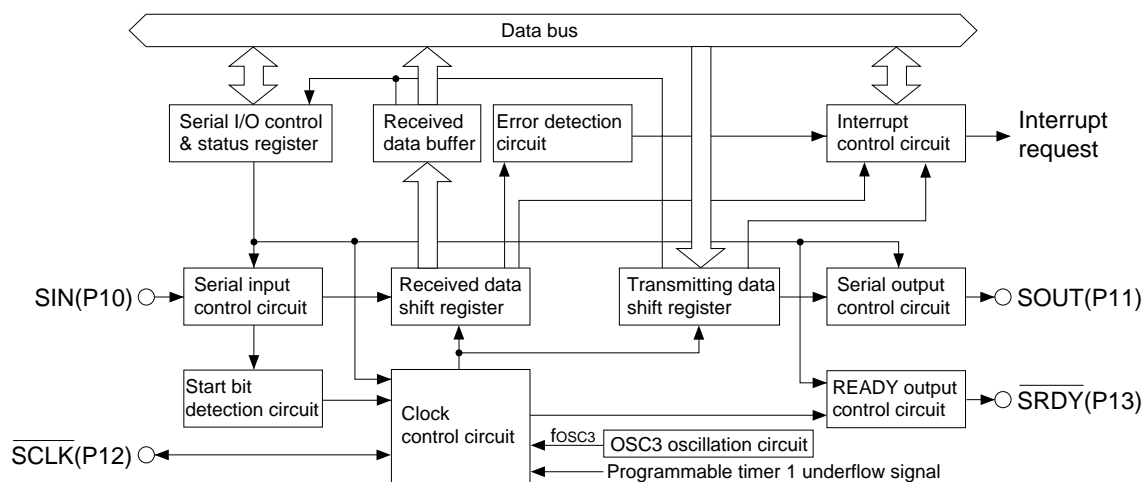 Data bus
Serial I/O control
& status register
Received
data buffer
Error detection
circuit
Interrupt
control circuit
Interrupt
request
SIN(P10)
Serial input
control circuit
Received data
shift register
Transmitting data
shift register
Serial output
control circuit
SOUT(P11)
Start bit
detection circuit
Clock
control circuit
READY output
control circuit
SRDY(P13)
SCLK(P12)
fOSC3
OSC3 oscillation circuit
Programmable timer 1 underflow signal